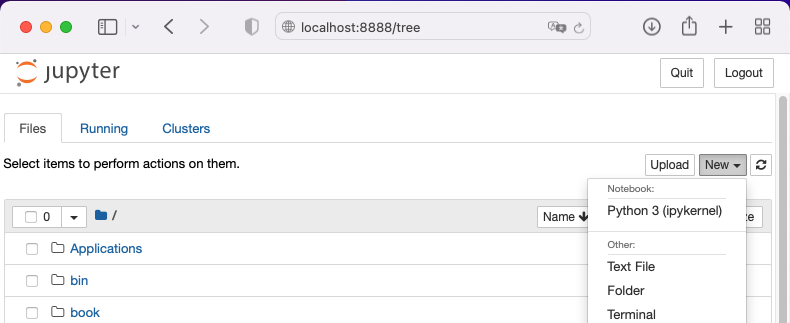 localhost:8888/tree
jupyter
Quit
Logout
Files
Running
Clusters
Select items to perform actions on them.
Upload
New
0
/
Name
Notebook:
Python 3 (ipykernel)
Other:
Applications
Text File
bin
Folder
book
Terminal